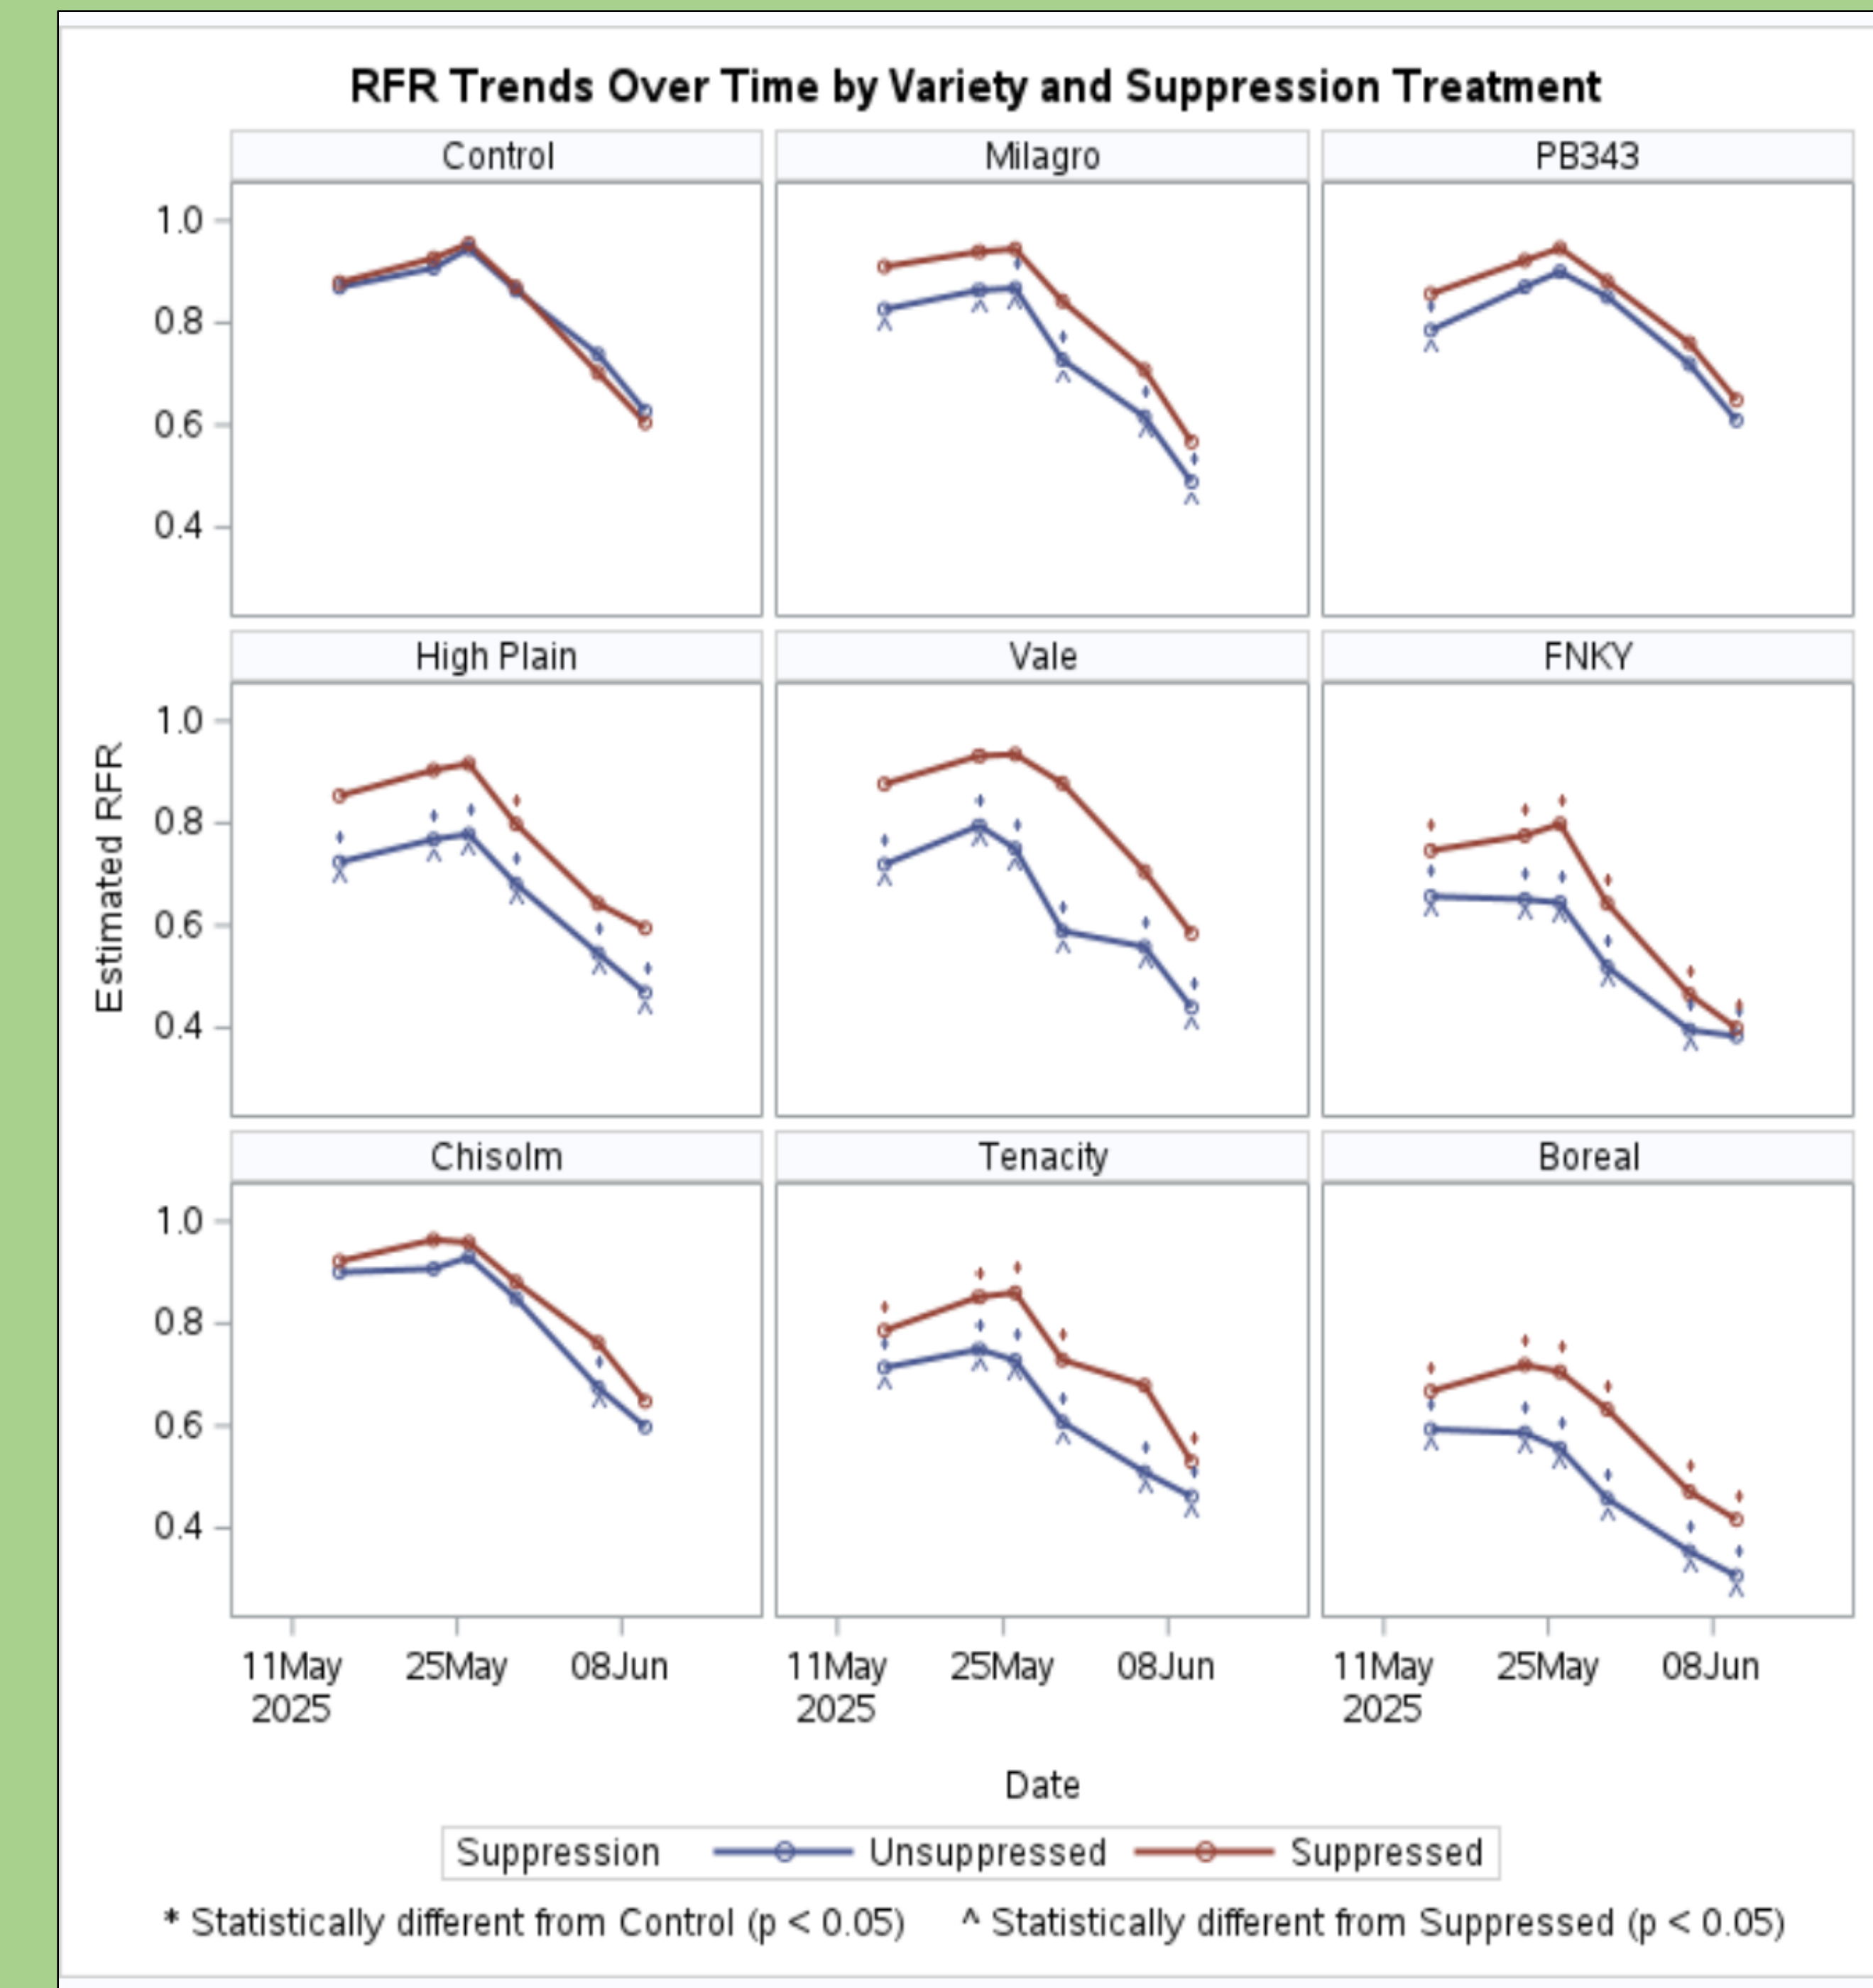 RFR Trends Over Time by Variety and Suppression Treatment
Control Milagro PB343
1.0
0.8
0.6
0.4
High Plain Vale FNKY
Estimated RFR
1.0
0.8
0.6
0.4
Chisolm Tenacity Boreal
1.0
0.8
0.6
0.4
11May 25May 08Jun 11May 25May 08Jun 11May 25May 08Jun
2025 2025 2025
Date
Suppression Unsuppressed Suppressed
* Statistically different from Control (p < 0.05) ^ Statistically different from Suppressed (p < 0.05)